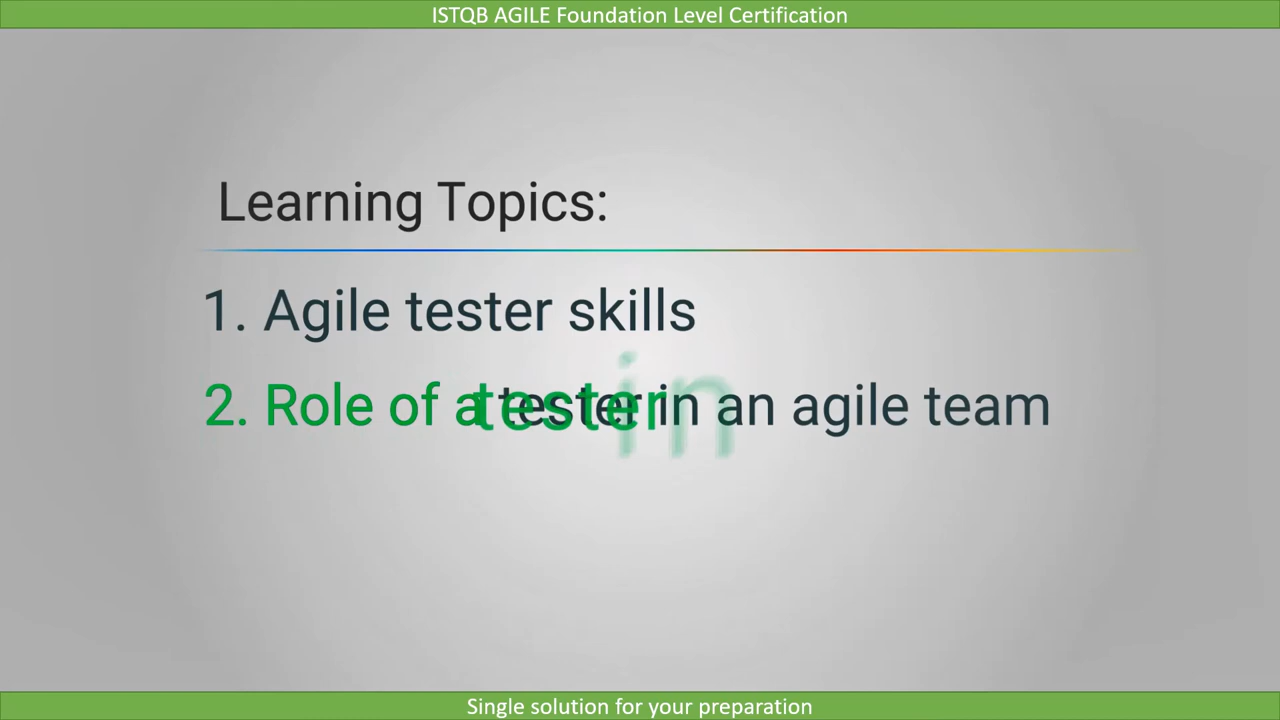 ISTQB AGILE Foundation Level Certification
Learning Topics:
1. Agile tester skills
2. Role of a tester in an agile team
Single solution for your preparation